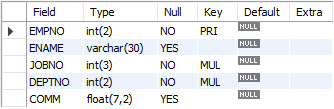 Field Type Null Key Default Extra
EMPNO int(2) NO PRI NULL
ENAME varchar(30) YES NULL
JOBNO int(3) NO MUL NULL
DEPTNO int(2) NO MUL NULL
COMM float(7,2) YES NULL